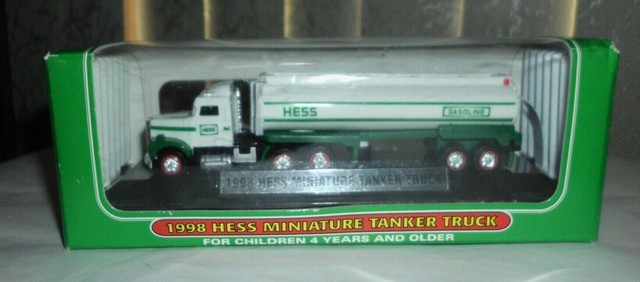 HESS
GASOLINE
HESS
1998 HESS MINIATURE TANKER TRUCK
1998 HESS MINIATURE TANKER TRUCK
FOR CHILDREN 4 YEARS AND OLDER